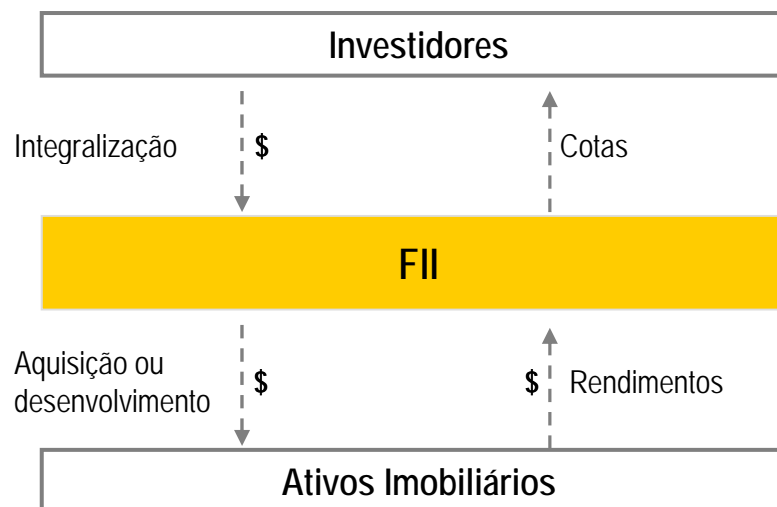 Investidores
Integralização
$
Cotas
FII
Aquisição ou
desenvolvimento
$
$
Rendimentos
Ativos Imobiliários